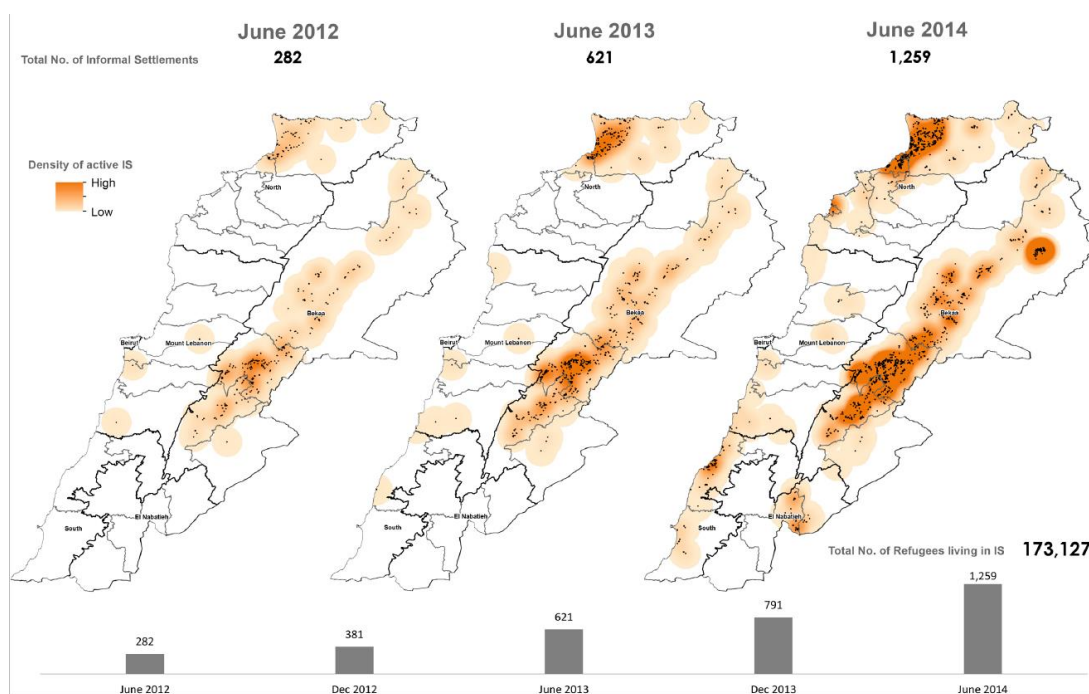 June 2012
June 2013
June 2014
Total No. of Informal Settlements
282
621
1,259
Density of active IS
High
Low
North
Bekaa
Beirut
Mount Lebanon
El Nabatieh
South
North
Bekaa
Beirut
Mount Lebanon
El Nabatieh
South
North
Bekaa
Beirut
Mount Lebanon
El Nabatieh
South
Total No. of Refugees living in IS 173,127
282
381
621
791
1,259
June 2012
Dec 2012
June 2013
Dec 2013
June 2014